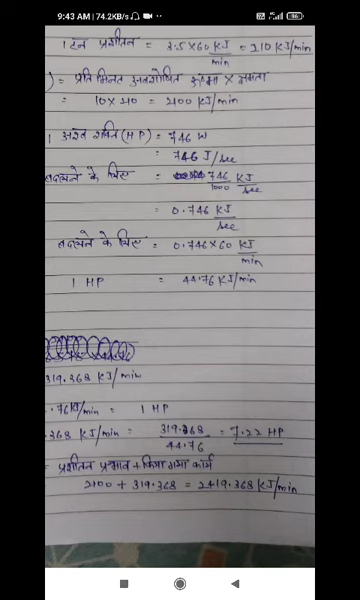 9:43 AM | 74.2KB/s
1 टन प्रशीतन = 3.5×60 KJ/min = 210 KJ/min
) = प्रति मिनट अवशोषित ऊष्मा × क्षमता
= 10×210 = 2100 KJ/min
1 अश्व शक्ति (HP) = 746 W
= 746 J/sec
बदलने के लिए = 746/1000 KJ/sec
= 0.746 KJ/sec
बदलने के लिए = 0.746×60 KJ/min
1 HP = 44.76 KJ/min
319.368 KJ/min
.76 KJ/min = 1 HP
.368 KJ/min = 319.368/44.76 = 7.22 HP
= प्रशीतन प्रभाव + किया गया कार्य
2100 + 319.368 = 2419.368 KJ/min